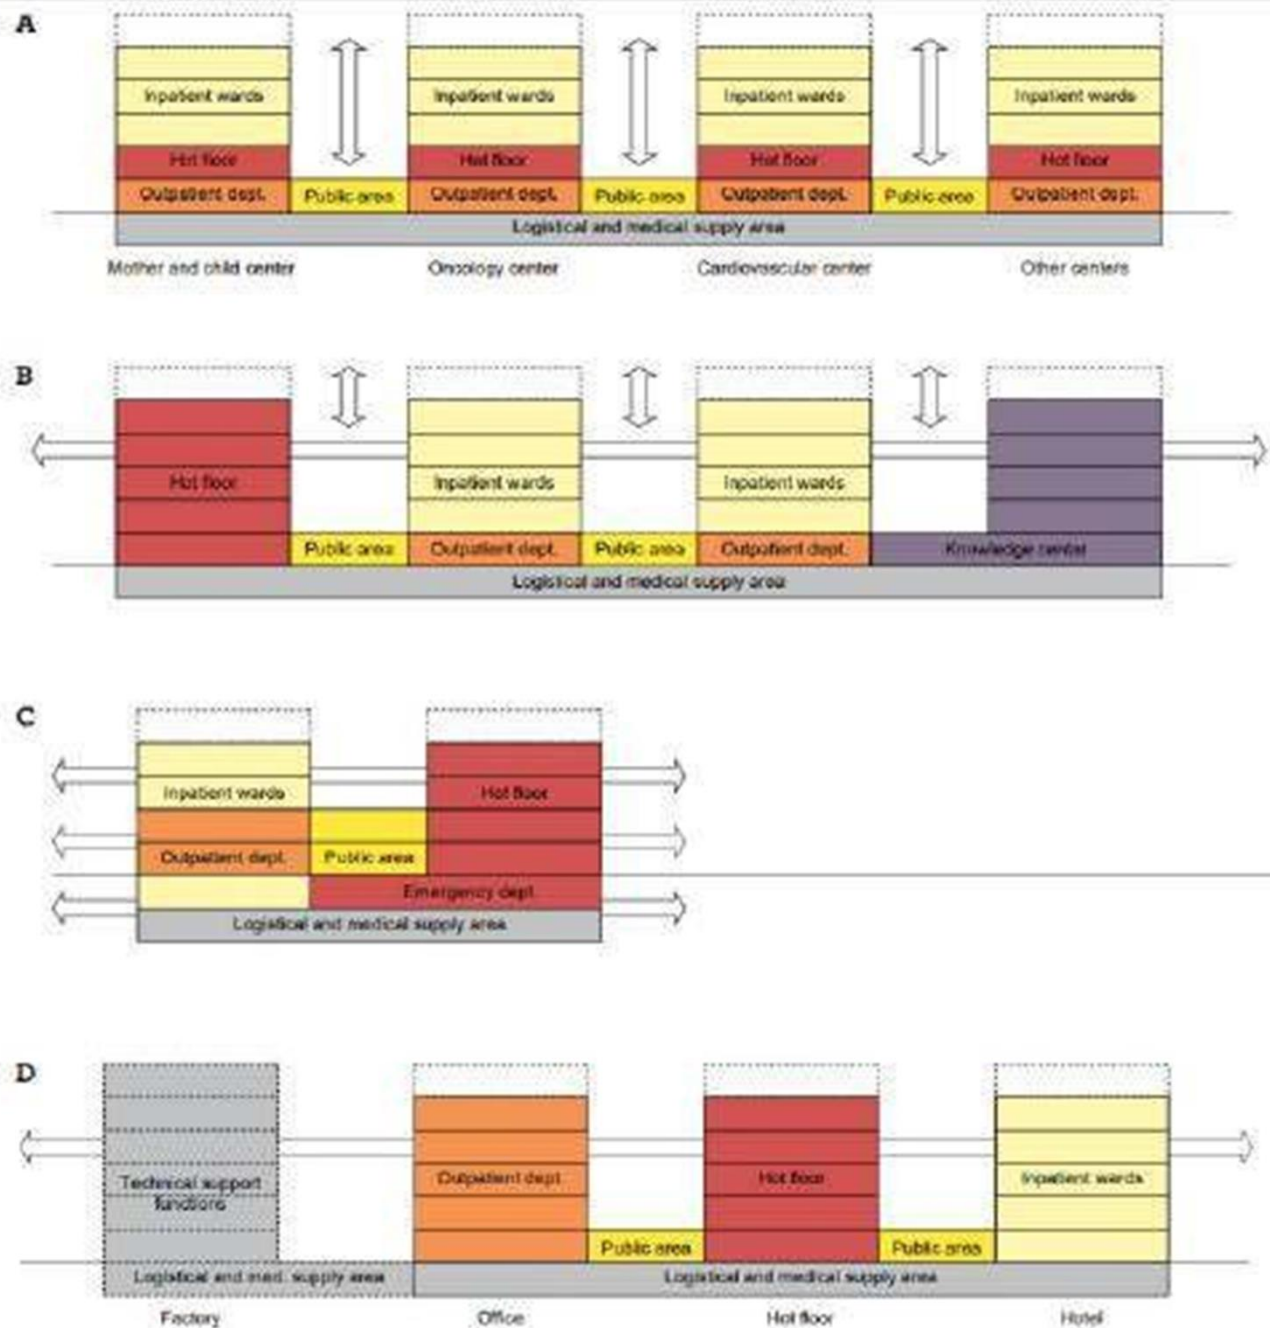 A
Inpatient wards Inpatient wards Inpatient wards Inpatient wards
Hot floor Hot floor Hot floor Hot floor
Outpatient dept. Public area Outpatient dept. Public area Outpatient dept. Public area Outpatient dept.
Logistical and medical supply area
Mother and child center Oncology center Cardiovascular center Other centers
B
Hot floor Inpatient wards Inpatient wards
Public area Outpatient dept. Public area Outpatient dept. Knowledge center
Logistical and medical supply area
C
Inpatient wards Hot floor
Outpatient dept. Public area
Emergency dept
Logistical and medical supply area
D
Technical support Outpatient dept Hot floor Inpatient wards
functions
Public area Public area
Logistical and med. supply area Logistical and medical supply area
Factory Office Hot floor Hotel